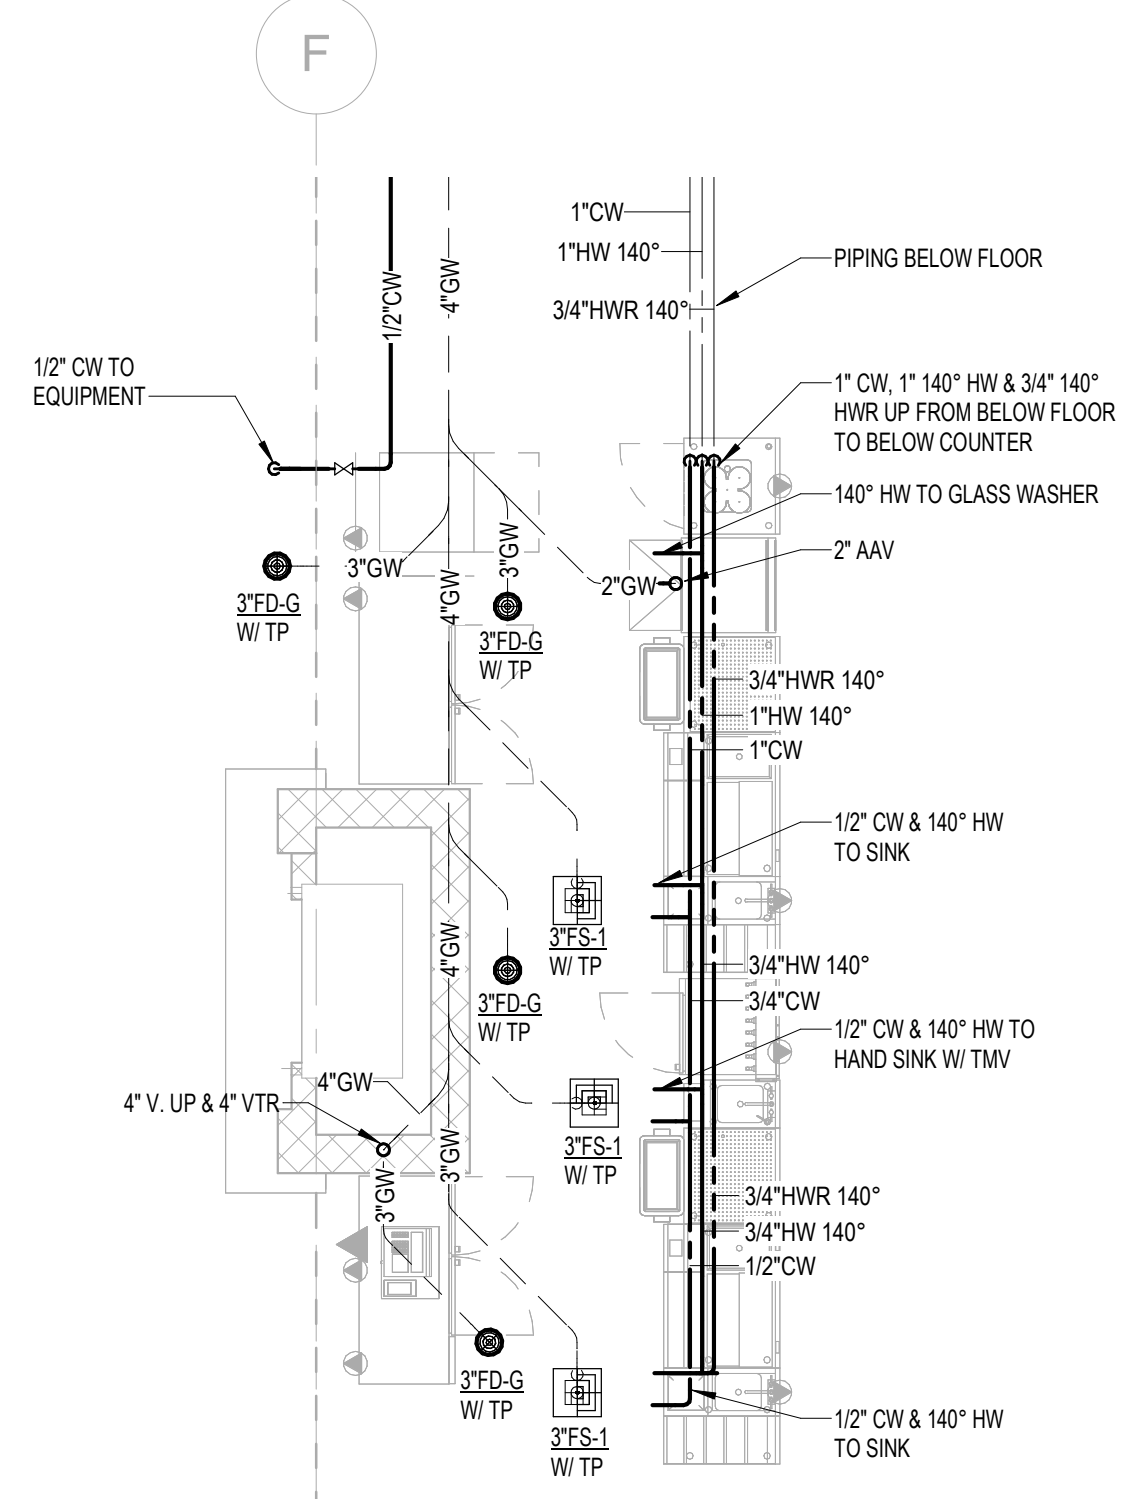 F
1"CW
1"HW 140°
3/4"HWR 140°
PIPING BELOW FLOOR
1/2"CW
4"GW
1/2" CW TO
EQUIPMENT
1" CW, 1" 140° HW & 3/4" 140°
HWR UP FROM BELOW FLOOR
TO BELOW COUNTER
140° HW TO GLASS WASHER
2" AAV
3"GW
3"GW
4"GW
2"GW
3"FD-G
W/ TP
3"FD-G
W/ TP
3/4"HWR 140°
1"HW 140°
1"CW
1/2" CW & 140° HW
TO SINK
3"FS-1
W/ TP
4"GW
3"FD-G
W/ TP
3/4"HW 140°
3/4"CW
1/2" CW & 140° HW TO
HAND SINK W/ TMV
4"GW
4" V. UP & 4" VTR
3"FS-1
W/ TP
3"GW
3"GW
3/4"HWR 140°
3/4"HW 140°
1/2"CW
3"FD-G
W/ TP
3"FS-1
W/ TP
1/2" CW & 140° HW
TO SINK